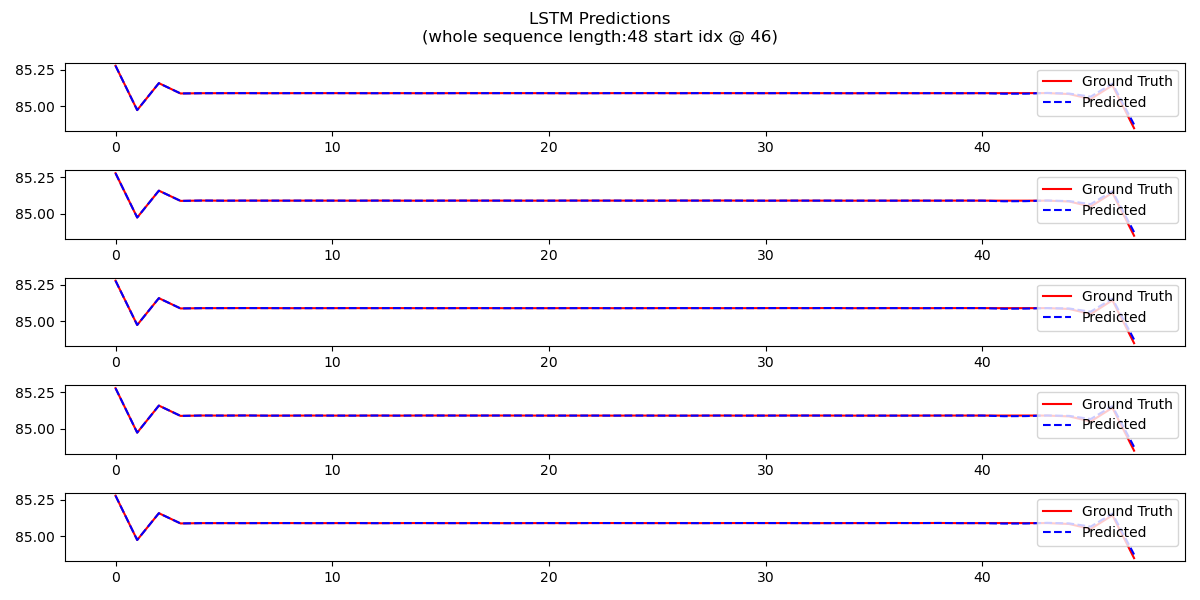 LSTM Predictions
(whole sequence length:48 start idx @ 46)
85.25
85.00
Ground Truth
Predicted
0 10 20 30 40
85.25
85.00
Ground Truth
Predicted
0 10 20 30 40
85.25
85.00
Ground Truth
Predicted
0 10 20 30 40
85.25
85.00
Ground Truth
Predicted
0 10 20 30 40
85.25
85.00
Ground Truth
Predicted
0 10 20 30 40